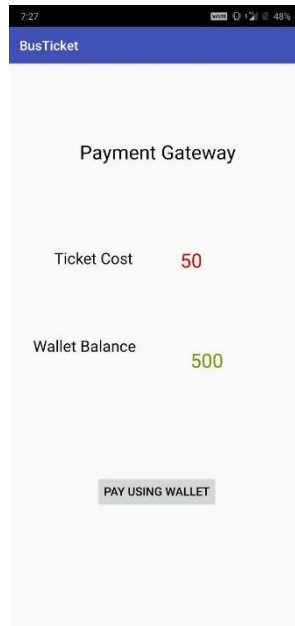 7:27 48%
BusTicket
Payment Gateway
Ticket Cost 50
Wallet Balance
500
PAY USING WALLET